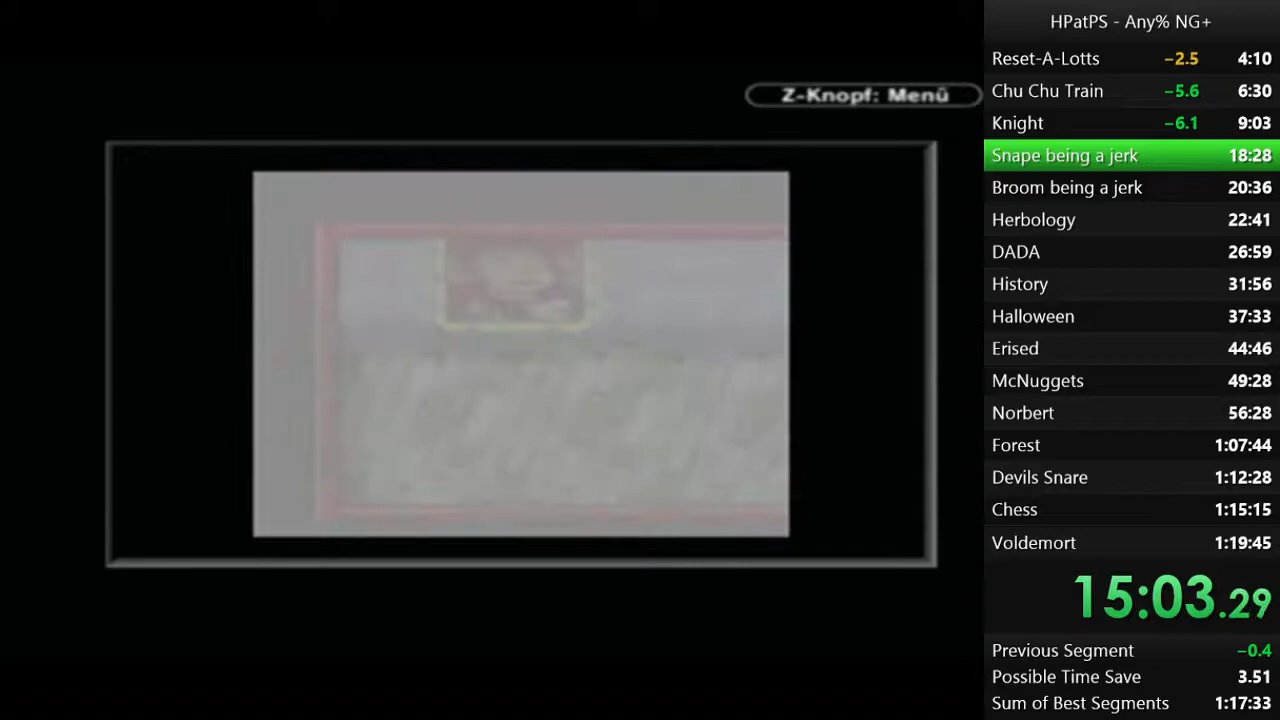 Z-Knopf: Menü
HPatPS - Any% NG+
Reset-A-Lotts −2.5 4:10
Chu Chu Train −5.6 6:30
Knight −6.1 9:03
Snape being a jerk 18:28
Broom being a jerk 20:36
Herbology 22:41
DADA 26:59
History 31:56
Halloween 37:33
Erised 44:46
McNuggets 49:28
Norbert 56:28
Forest 1:07:44
Devils Snare 1:12:28
Chess 1:15:15
Voldemort 1:19:45
15:03.29
Previous Segment −0.4
Possible Time Save 3.51
Sum of Best Segments 1:17:33